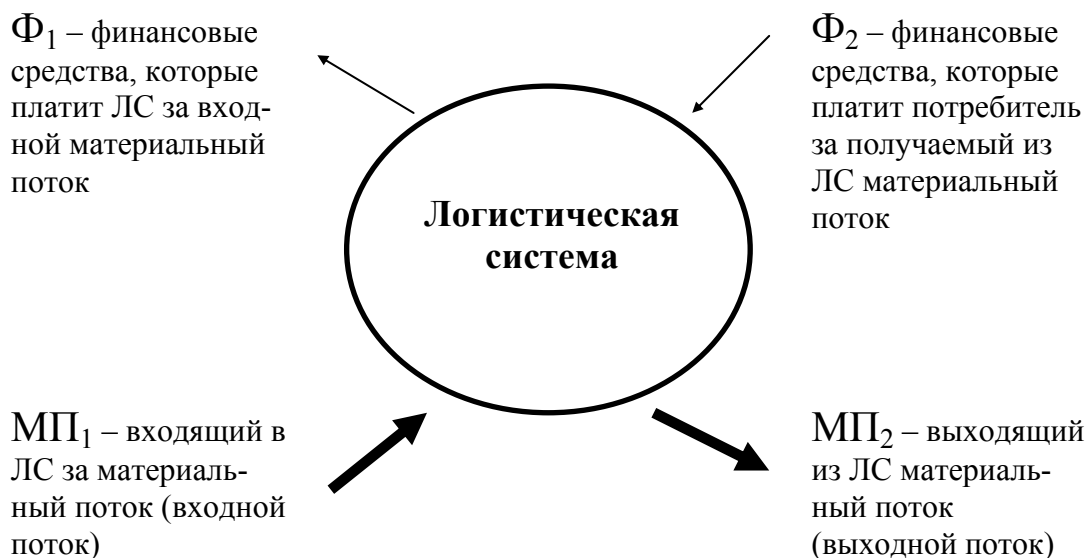 Ф₁ – финансовые
средства, которые
платит ЛС за вход-
ной материальный
поток
Ф₂ – финансовые
средства, которые
платит потребитель
за получаемый из
ЛС материальный
поток
Логистическая
система
МП₁ – входящий в
ЛС за материаль-
ный поток (входной
поток)
МП₂ – выходящий
из ЛС материаль-
ный поток
(выходной поток)